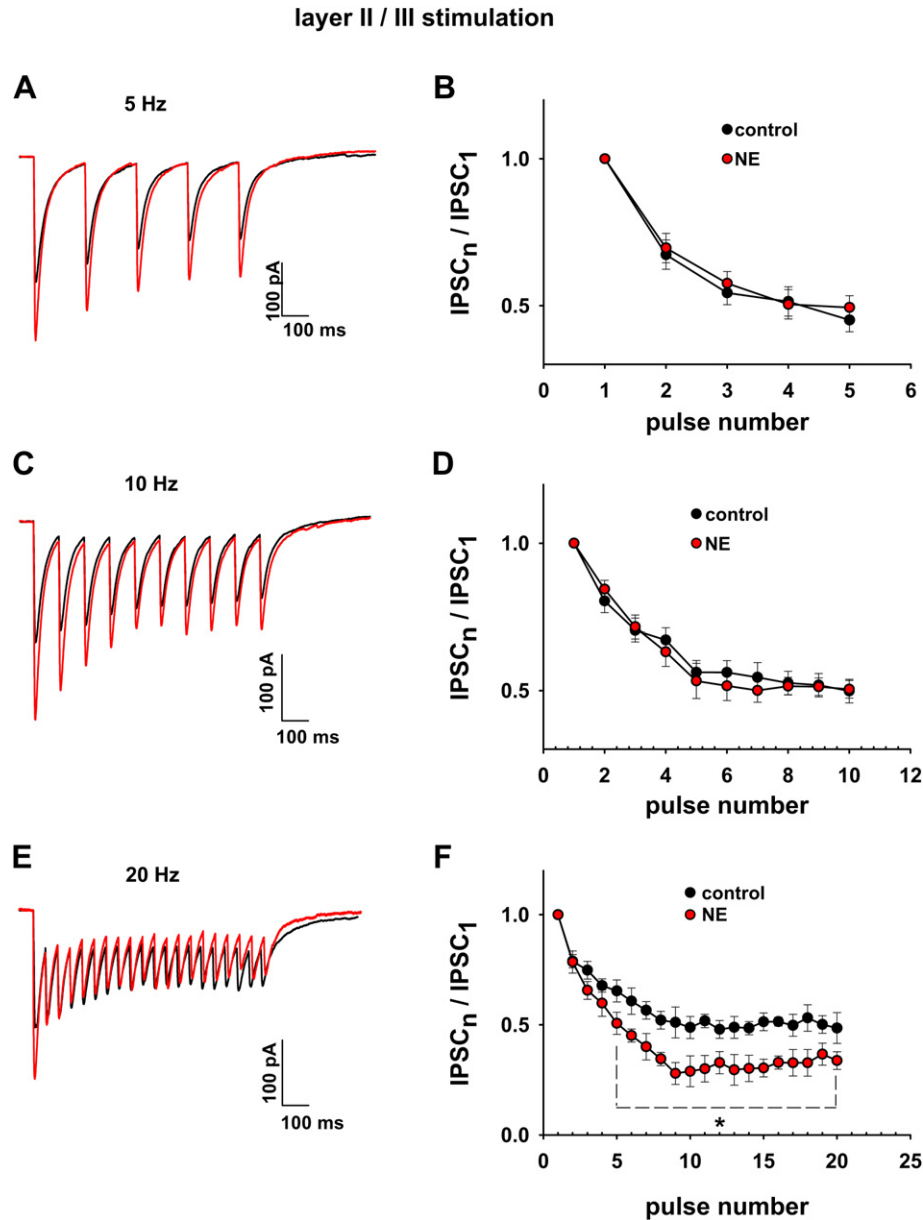 layer II / III stimulation
A
5 Hz
100 pA
100 ms
B
IPSCn / IPSC1
1.0
0.5
control
NE
0 1 2 3 4 5 6
pulse number
C
10 Hz
100 pA
100 ms
D
IPSCn / IPSC1
1.0
0.5
control
NE
0 2 4 6 8 10 12
pulse number
E
20 Hz
100 pA
100 ms
F
IPSCn / IPSC1
1.0
0.5
0.0
control
NE
*
0 5 10 15 20 25
pulse number